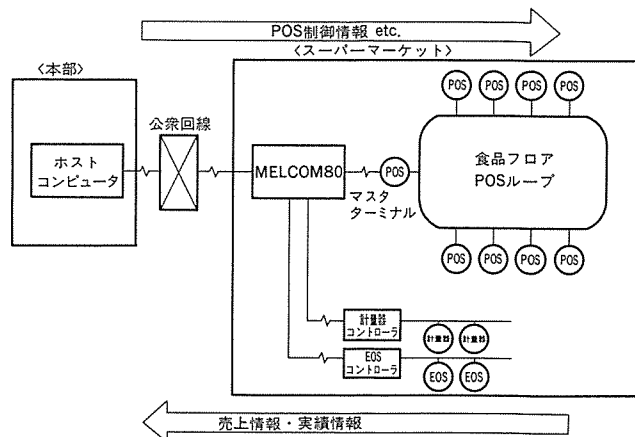 POS制御情報 etc.
〈スーパーマーケット〉
〈本部〉
公衆回線
ホスト
コンピュータ
MELCOM80
POS
マスタ
ターミナル
POS POS POS POS
食品フロア
POSループ
POS POS POS POS
計量器
コントローラ
計量器 計量器
EOS
コントローラ
EOS EOS
売上情報・実績情報